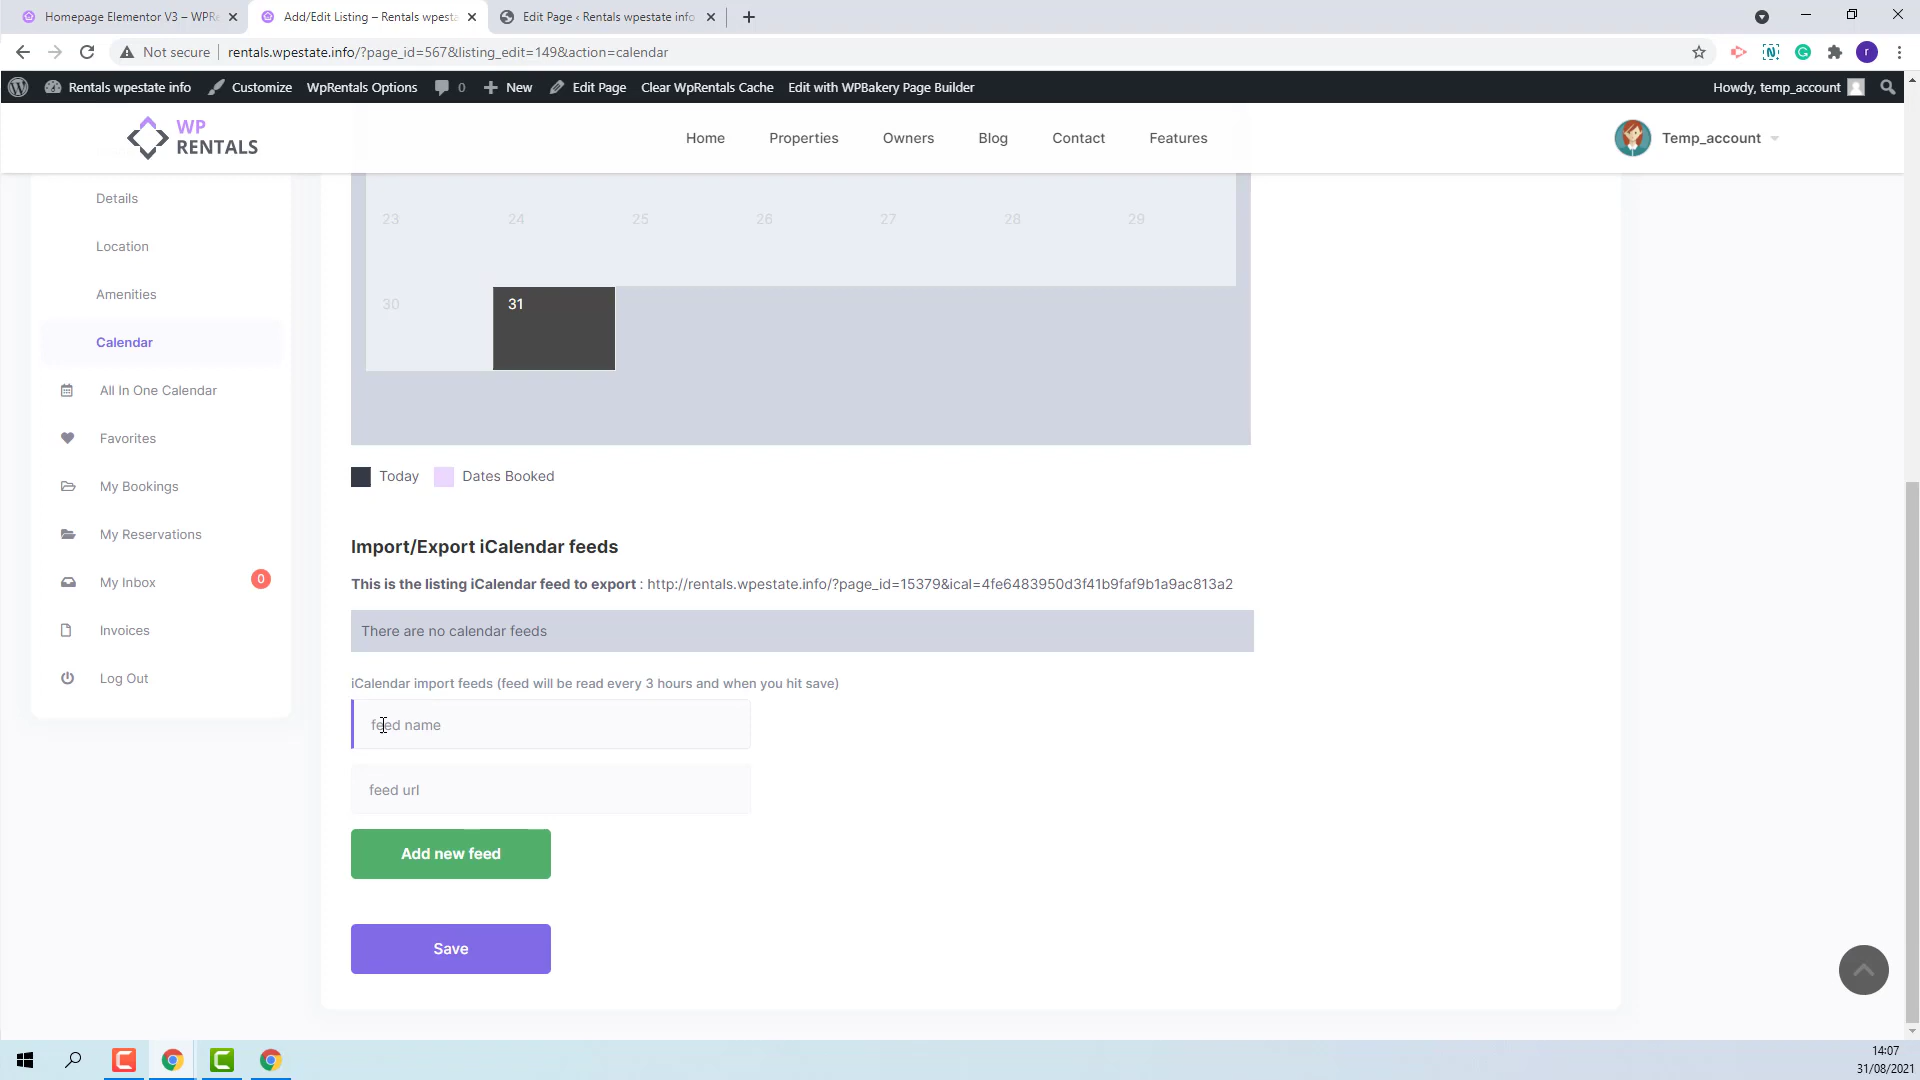 Homepage Elementor V3 – WPRe
Add/Edit Listing – Rentals wpesta
Edit Page ‹ Rentals wpestate info
Not secure
rentals.wpestate.info/?page_id=567&listing_edit=149&action=calendar
Rentals wpestate info
Customize
WpRentals Options
0
New
Edit Page
Clear WpRentals Cache
Edit with WPBakery Page Builder
Howdy, temp_account
WP
RENTALS
Home
Properties
Owners
Blog
Contact
Features
Temp_account
Details
Location
Amenities
Calendar
All In One Calendar
Favorites
My Bookings
My Reservations
My Inbox
0
Invoices
Log Out
23 24 25 26 27 28 29
30 31
Today
Dates Booked
Import/Export iCalendar feeds
This is the listing iCalendar feed to export : http://rentals.wpestate.info/?page_id=15379&ical=4fe6483950d3f41b9faf9b1a9ac813a2
There are no calendar feeds
iCalendar import feeds (feed will be read every 3 hours and when you hit save)
feed name
feed url
Add new feed
Save
14:07
31/08/2021